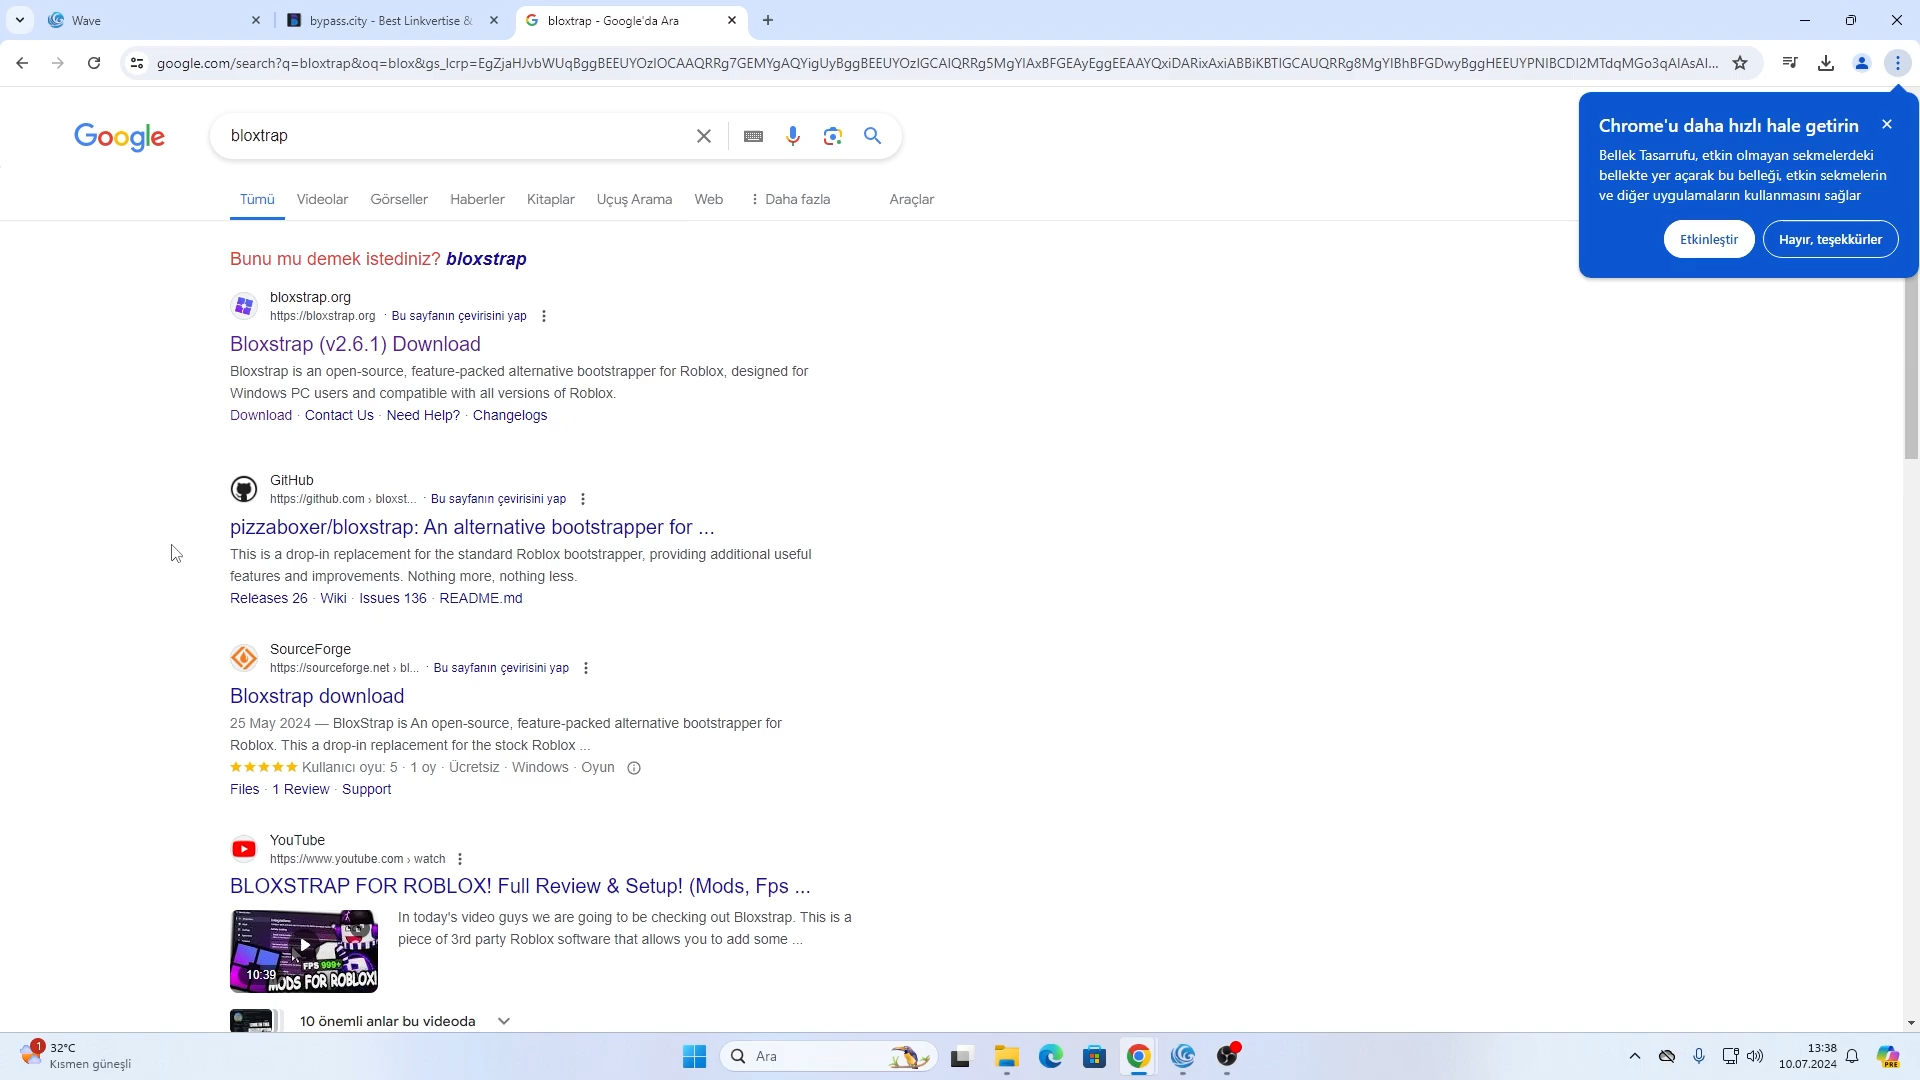 Wave
bypass.city - Best Linkvertise &
bloxtrap - Google'da Ara
google.com/search?q=bloxtrap&oq=blox&gs_lcrp=
Google
bloxtrap
Chrome'u daha hızlı hale getirin
Bellek Tasarrufu, etkin olmayan sekmelerdeki
bellekte yer açarak bu belleği, etkin sekmelerin
ve diğer uygulamaların kullanmasını sağlar
Etkinleştir
Hayır, teşekkürler
Tümü
Videolar
Görseller
Haberler
Kitaplar
Uçuş Arama
Web
Daha fazla
Araçlar
Bunu mu demek istediniz? bloxstrap
bloxstrap.org
https://bloxstrap.org · Bu sayfanın çevirisini yap
Bloxstrap (v2.6.1) Download
Bloxstrap is an open-source, feature-packed alternative bootstrapper for Roblox, designed for
Windows PC users and compatible with all versions of Roblox.
Download · Contact Us · Need Help? · Changelogs
GitHub
https://github.com › bloxst... · Bu sayfanın çevirisini yap
pizzaboxer/bloxstrap: An alternative bootstrapper for ...
This is a drop-in replacement for the standard Roblox bootstrapper, providing additional useful
features and improvements. Nothing more, nothing less.
Releases 26 · Wiki · Issues 136 · README.md
SourceForge
https://sourceforge.net › bl... · Bu sayfanın çevirisini yap
Bloxstrap download
25 May 2024 — BloxStrap is An open-source, feature-packed alternative bootstrapper for
Roblox. This a drop-in replacement for the stock Roblox ...
Kullanıcı oyu: 5 · 1 oy · Ücretsiz · Windows · Oyun
Files · 1 Review · Support
YouTube
https://www.youtube.com › watch
BLOXSTRAP FOR ROBLOX! Full Review & Setup! (Mods, Fps ...
In today's video guys we are going to be checking out Bloxstrap. This is a
piece of 3rd party Roblox software that allows you to add some ...
FPS 999+
10:39
MODS FOR ROBLOX!
10 önemli anlar bu videoda
1
32°C
Kısmen güneşli
Ara
13:38
10.07.2024
PRE